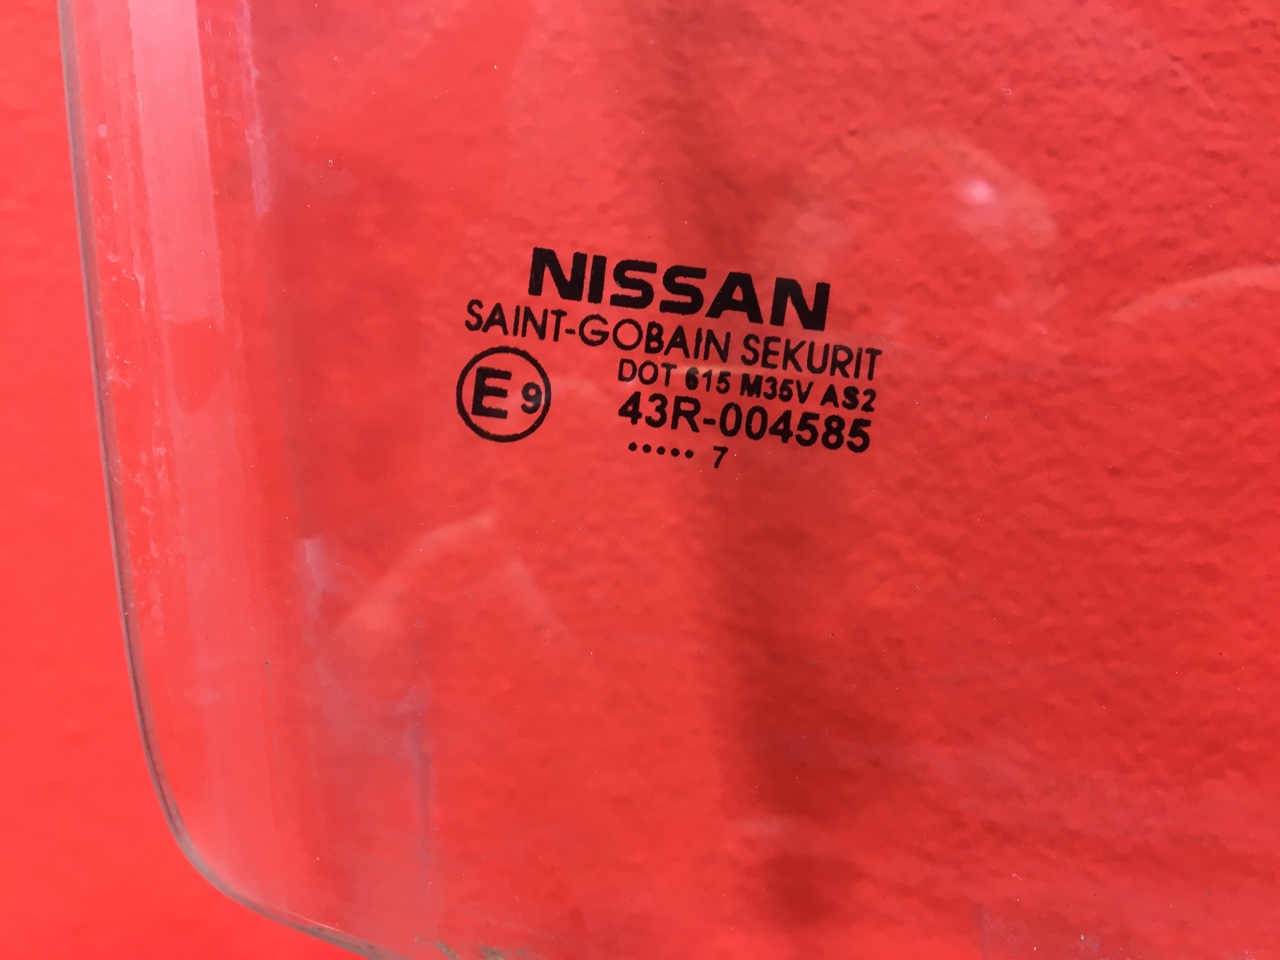 NISSAN
SAINT-GOBAIN SEKURIT
DOT 615 M35V AS2
E9 43R-004585
..... 7